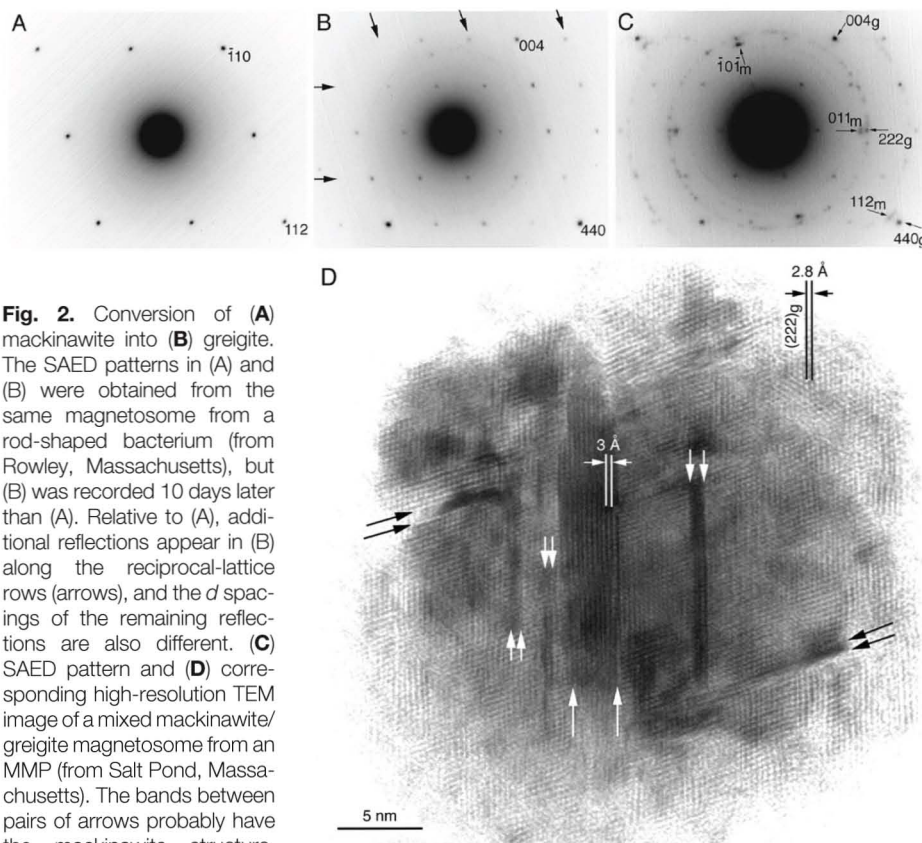 A
1̄10
112
B
004
440
C
004g
1̄01̄m
011m
222g
112m
440g
D
2.8 Å
(222)g
3 Å
5 nm
Fig. 2. Conversion of (A)
mackinawite into (B) greigite.
The SAED patterns in (A) and
(B) were obtained from the
same magnetosome from a
rod-shaped bacterium (from
Rowley, Massachusetts), but
(B) was recorded 10 days later
than (A). Relative to (A), addi-
tional reflections appear in (B)
along the reciprocal-lattice
rows (arrows), and the d spac-
ings of the remaining reflec-
tions are also different. (C)
SAED pattern and (D) corre-
sponding high-resolution TEM
image of a mixed mackinawite/
greigite magnetosome from an
MMP (from Salt Pond, Massa-
chusetts). The bands between
pairs of arrows probably have
the mackinawite structure.